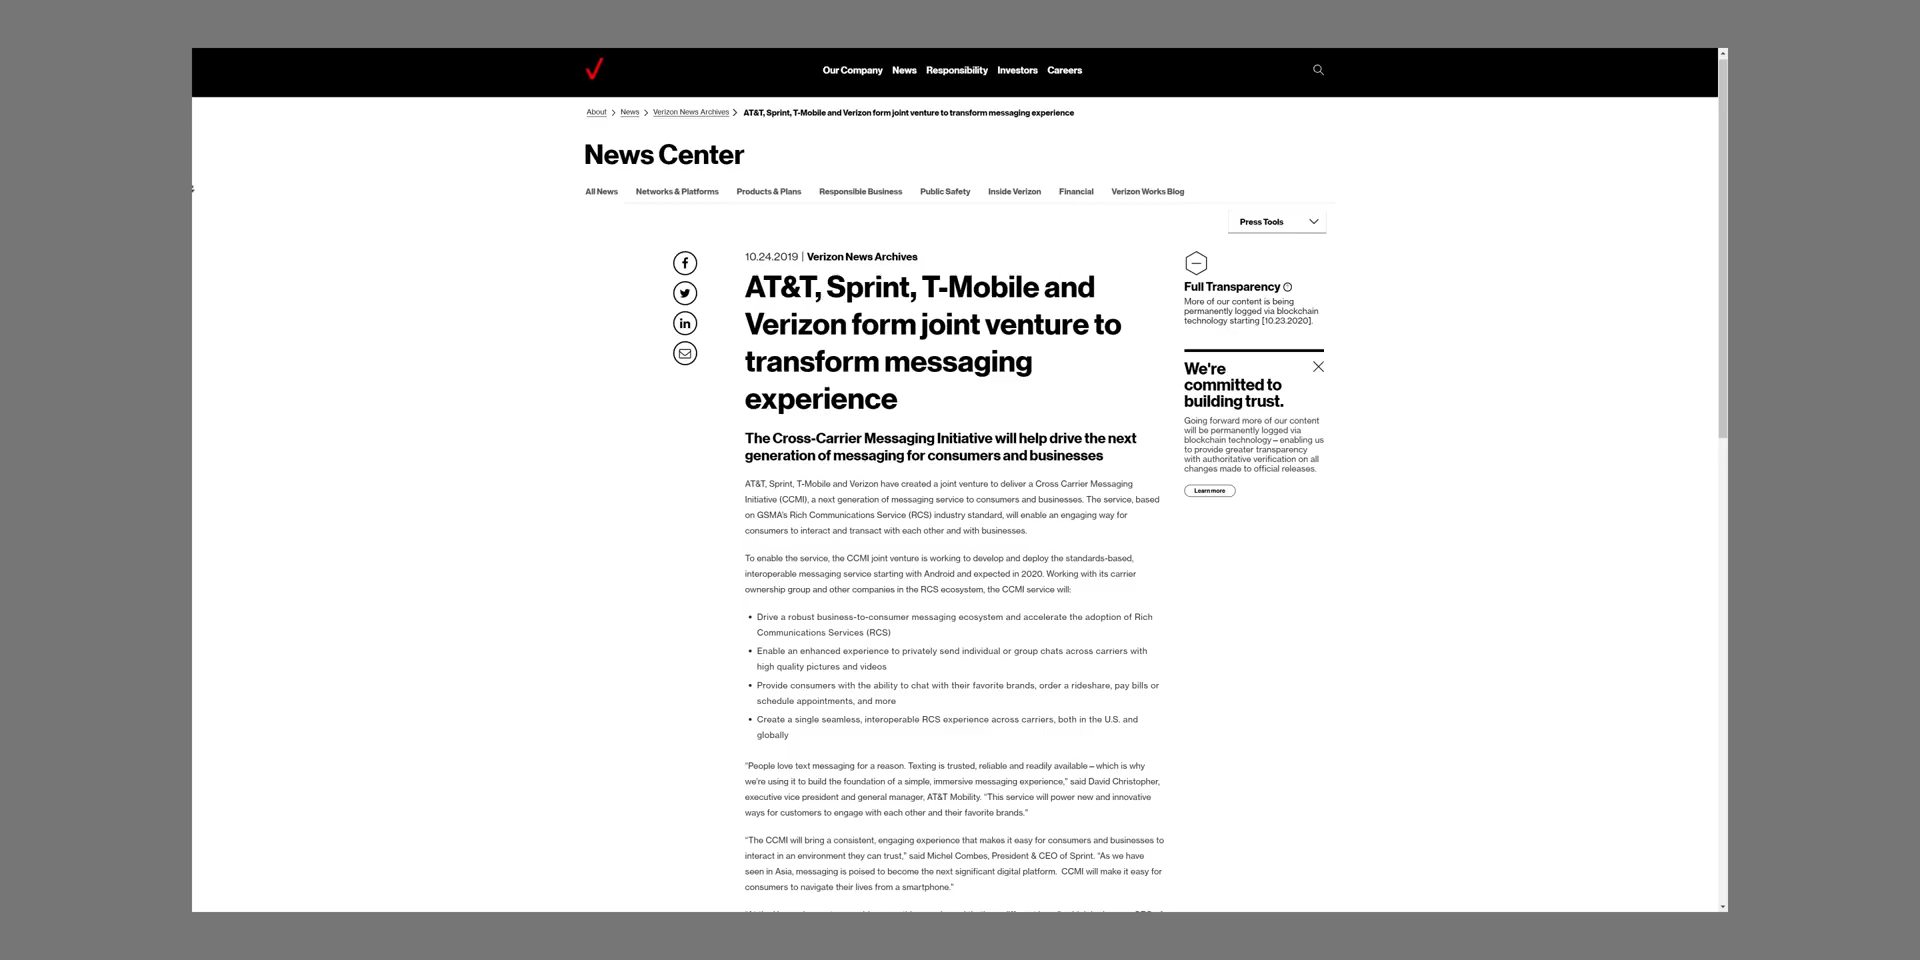 Our Company News Responsibility Investors Careers
About > News > Verizon News Archives > AT&T, Sprint, T-Mobile and Verizon form joint venture to transform messaging experience
News Center
All News Networks & Platforms Products & Plans Responsible Business Public Safety Inside Verizon Financial Verizon Works Blog
Press Tools
10.24.2019 | Verizon News Archives
AT&T, Sprint, T-Mobile and
Verizon form joint venture to
transform messaging
experience
The Cross-Carrier Messaging Initiative will help drive the next
generation of messaging for consumers and businesses
AT&T, Sprint, T-Mobile and Verizon have created a joint venture to deliver a Cross Carrier Messaging
Initiative (CCMI), a next generation of messaging service to consumers and businesses. The service, based
on GSMA's Rich Communications Service (RCS) industry standard, will enable an engaging way for
consumers to interact and transact with each other and with businesses.
To enable the service, the CCMI joint venture is working to develop and deploy the standards-based,
interoperable messaging service starting with Android and expected in 2020. Working with its carrier
ownership group and other companies in the RCS ecosystem, the CCMI service will:
• Drive a robust business-to-consumer messaging ecosystem and accelerate the adoption of Rich
Communications Services (RCS)
• Enable an enhanced experience to privately send individual or group chats across carriers with
high quality pictures and videos
• Provide consumers with the ability to chat with their favorite brands, order a rideshare, pay bills or
schedule appointments, and more
• Create a single seamless, interoperable RCS experience across carriers, both in the U.S. and
globally
“People love text messaging for a reason. Texting is trusted, reliable and readily available – which is why
we're using it to build the foundation of a simple, immersive messaging experience,” said David Christopher,
executive vice president and general manager, AT&T Mobility. “This service will power new and innovative
ways for customers to engage with each other and their favorite brands.”
“The CCMI will bring a consistent, engaging experience that makes it easy for consumers and businesses to
interact in an environment they can trust,” said Michel Combes, President & CEO of Sprint. “As we have
seen in Asia, messaging is poised to become the next significant digital platform. CCMI will make it easy for
consumers to navigate their lives from a smartphone.”
Full Transparency
More of our content is being
permanently logged via blockchain
technology starting [10.23.2020].
We're
committed to
building trust.
Going forward more of our content
will be permanently logged via
blockchain technology – enabling us
to provide greater transparency
with authoritative verification on all
changes made to official releases.
Learn more